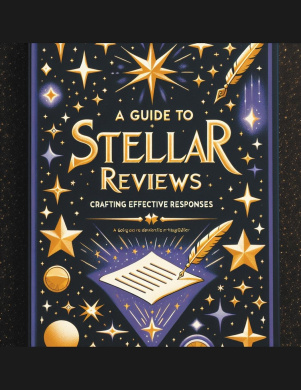 A GUIDE TO
STELLAR
REVIEWS
CRAFTING EFFECTIVE RESPONSES